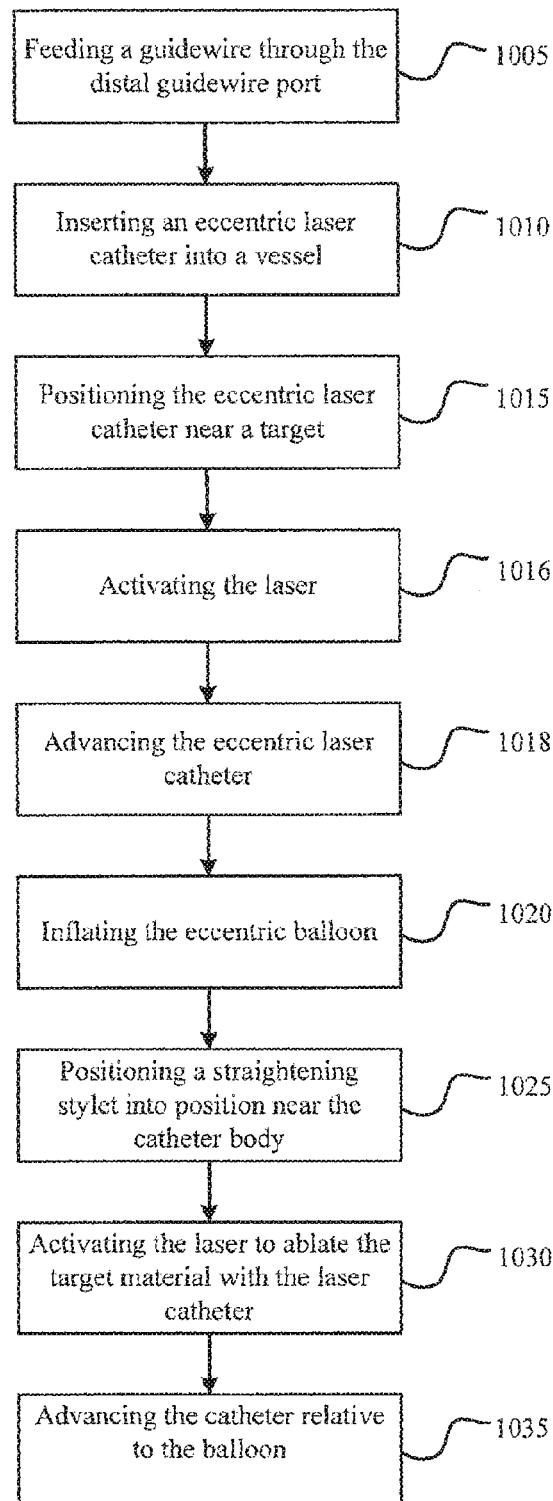 Feeding a guidewire through the
distal guidewire port
1005
Inserting an eccentric laser
catheter into a vessel
1010
Positioning the eccentric laser
catheter near a target
1015
Activating the laser
1016
Advancing the eccentric laser
catheter
1018
Inflating the eccentric balloon
1020
Positioning a straightening
stylet into position near the
catheter body
1025
Activating the laser to ablate the
target material with the laser
catheter
1030
Advancing the catheter relative
to the balloon
1035